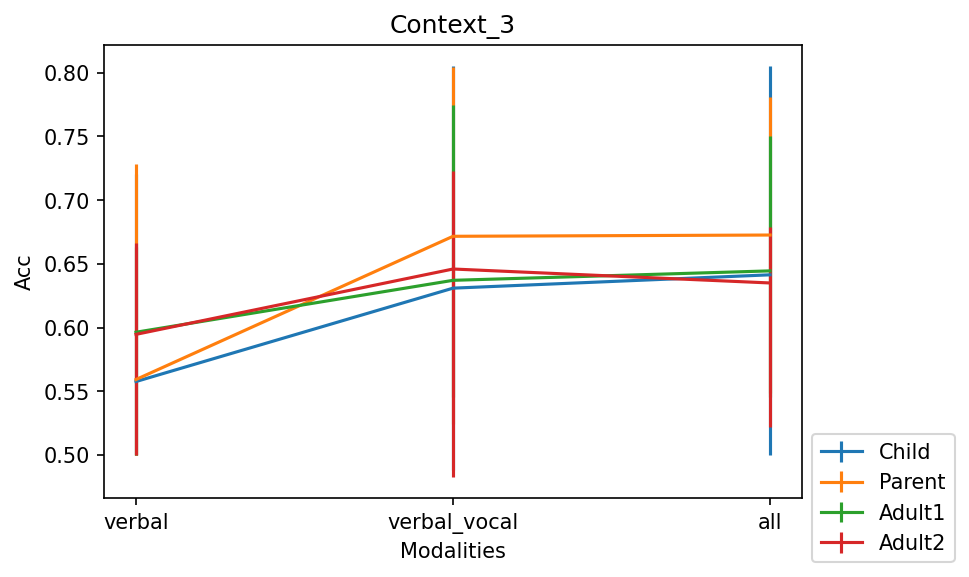 Context_3
0.80
0.75
0.70
0.65
0.60
0.55
0.50
Acc
verbal
verbal_vocal
all
Modalities
Child
Parent
Adult1
Adult2